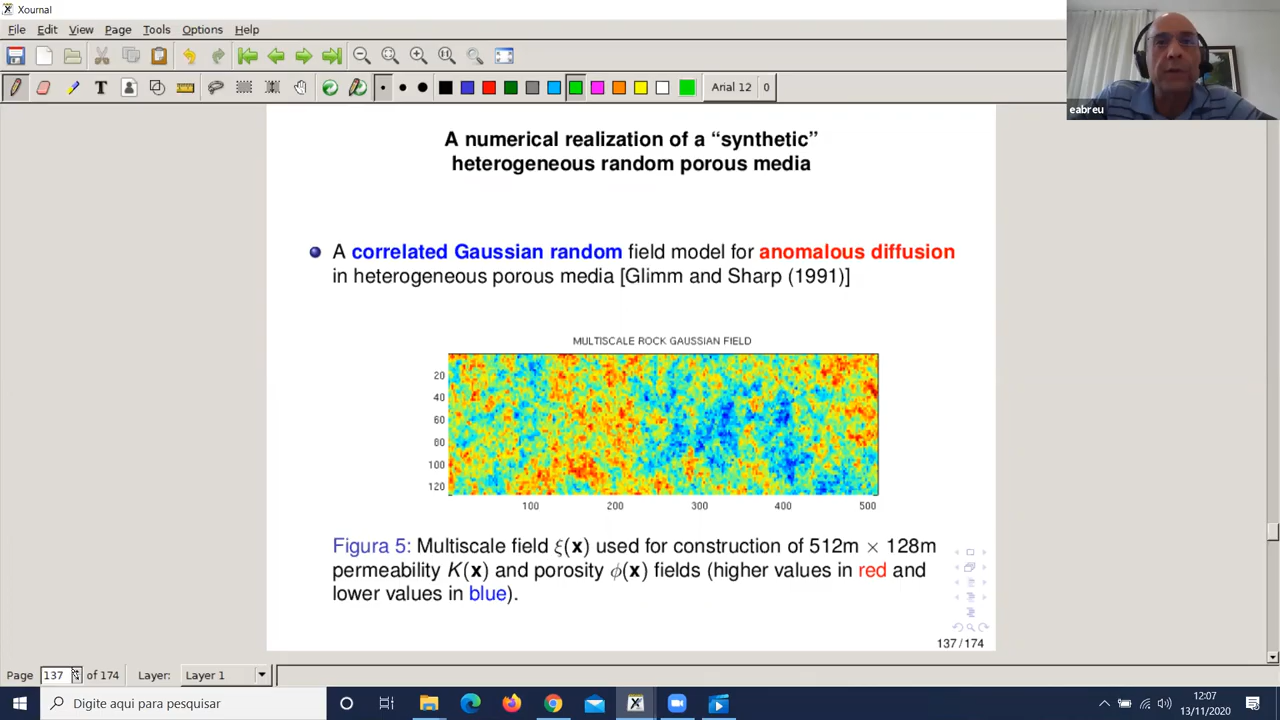 Xournal
File Edit View Page Tools Options Help
Arial 12 0
eabreu
A numerical realization of a “synthetic”
heterogeneous random porous media
A correlated Gaussian random field model for anomalous diffusion
in heterogeneous porous media [Glimm and Sharp (1991)]
MULTISCALE ROCK GAUSSIAN FIELD
20
40
60
80
100
120
100 200 300 400 500
Figura 5: Multiscale field ξ(x) used for construction of 512m × 128m
permeability K(x) and porosity ϕ(x) fields (higher values in red and
lower values in blue).
137/174
Page 137 of 174 Layer: Layer 1
Digite aqui para pesquisar
12:07
13/11/2020